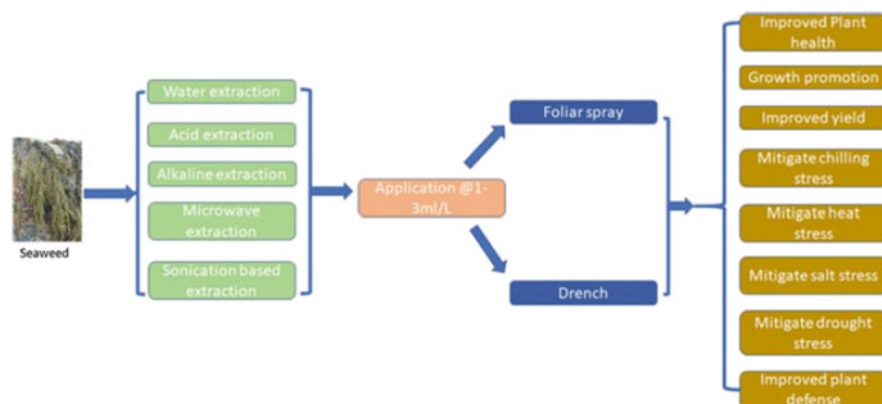 Seaweed
Water extraction
Acid extraction
Alkaline extraction
Microwave
extraction
Sonication based
extraction
Application @1-
3ml/L
Foliar spray
Drench
Improved Plant
health
Growth promotion
Improved yield
Mitigate chilling
stress
Mitigate heat
stress
Mitigate salt stress
Mitigate drought
stress
Improved plant
defense